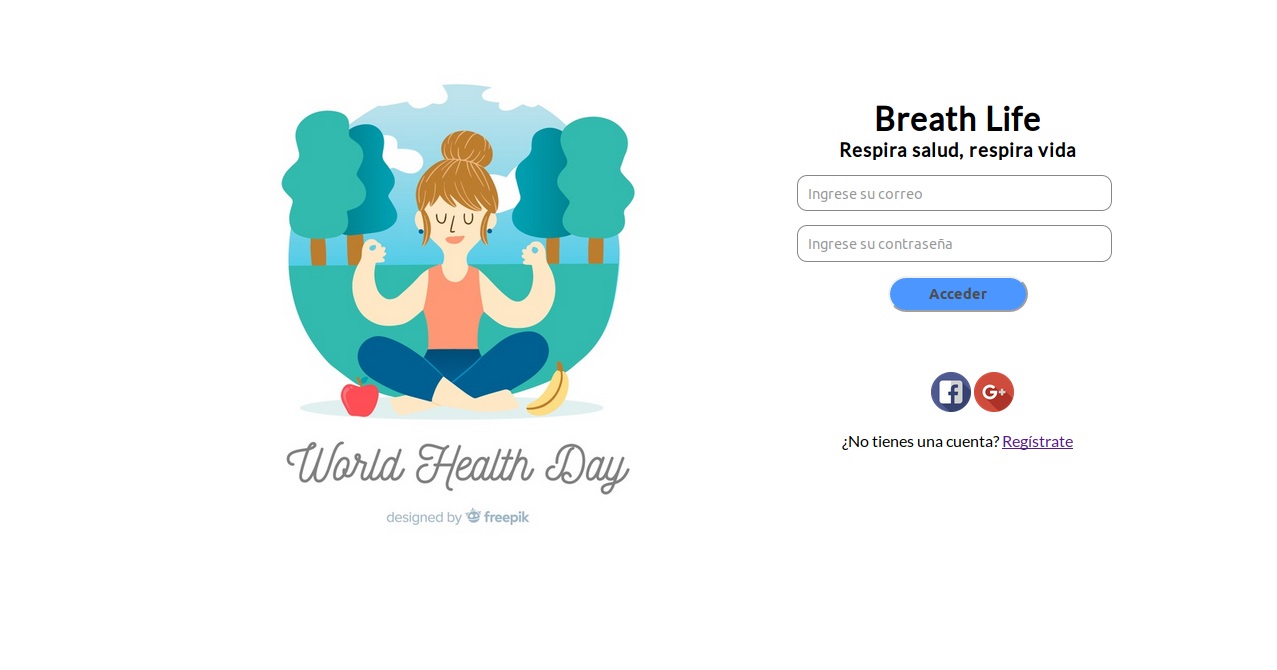 Breath Life
Respira salud, respira vida
Ingrese su correo
Ingrese su contraseña
Acceder
G+
¿No tienes una cuenta? Regístrate
World Health Day
designed by freepik